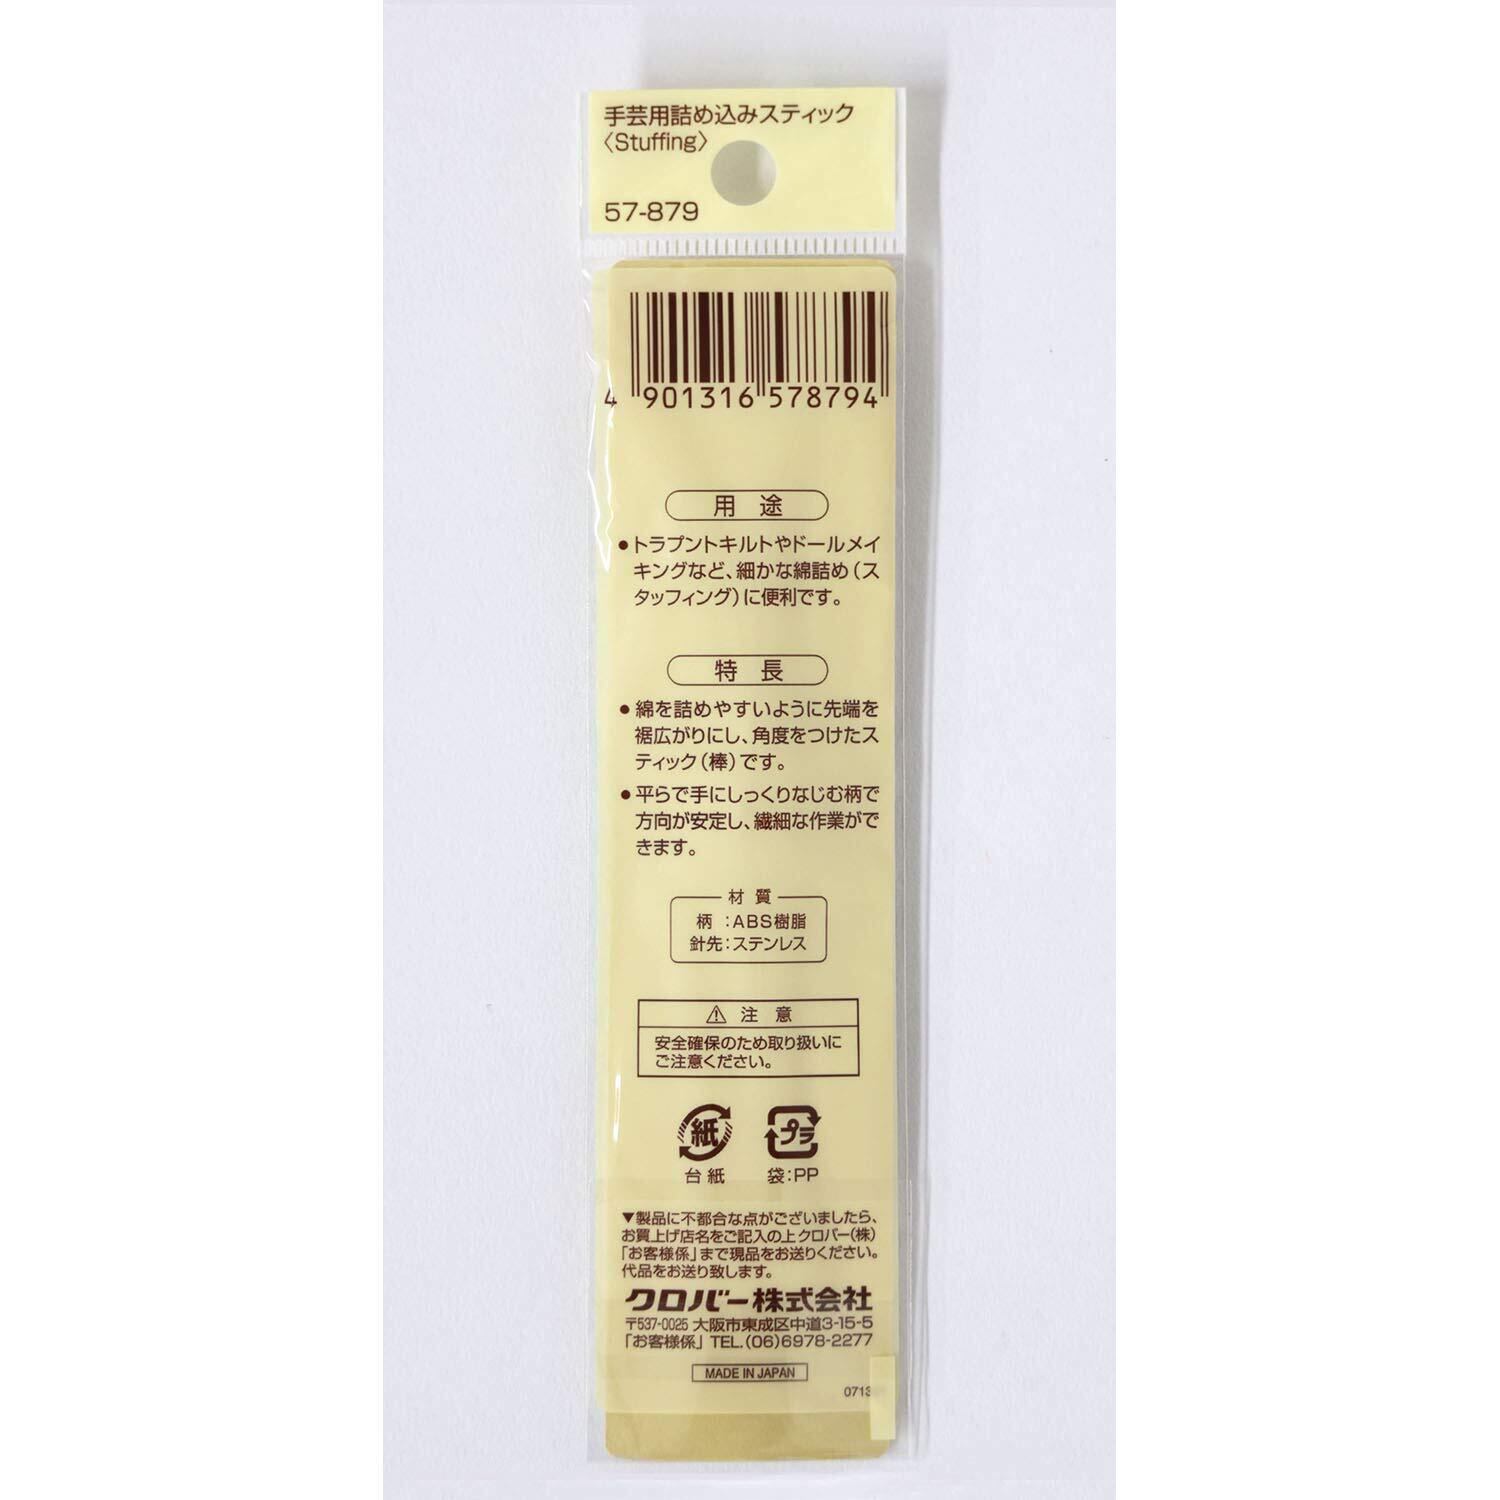 手芸用詰め込みスティック
〈Stuffing〉
57-879
4 901316 578794
用途
●トラプントキルトやドールメイ
キングなど、細かな綿詰め(ス
タッフィング)に便利です。
特長
●綿を詰めやすいように先端を
裾広がりにし、角度をつけたス
ティック(棒)です。
●平らで手にしっくりなじむ柄で
方向が安定し、繊細な作業がで
きます。
材質
柄:ABS樹脂
針先:ステンレス
⚠注意
安全確保のため取り扱いに
ご注意ください。
紙 プラ
台紙 袋:PP
▼製品に不都合な点がございましたら、
お買上げ店名をご記入の上クロバー(株)
「お客様係」まで現品をお送りください。
代品をお送り致します。
クロバー株式会社
〒537-0025 大阪市東成区中道3-15-5
「お客様係」TEL.(06)6978-2277
MADE IN JAPAN